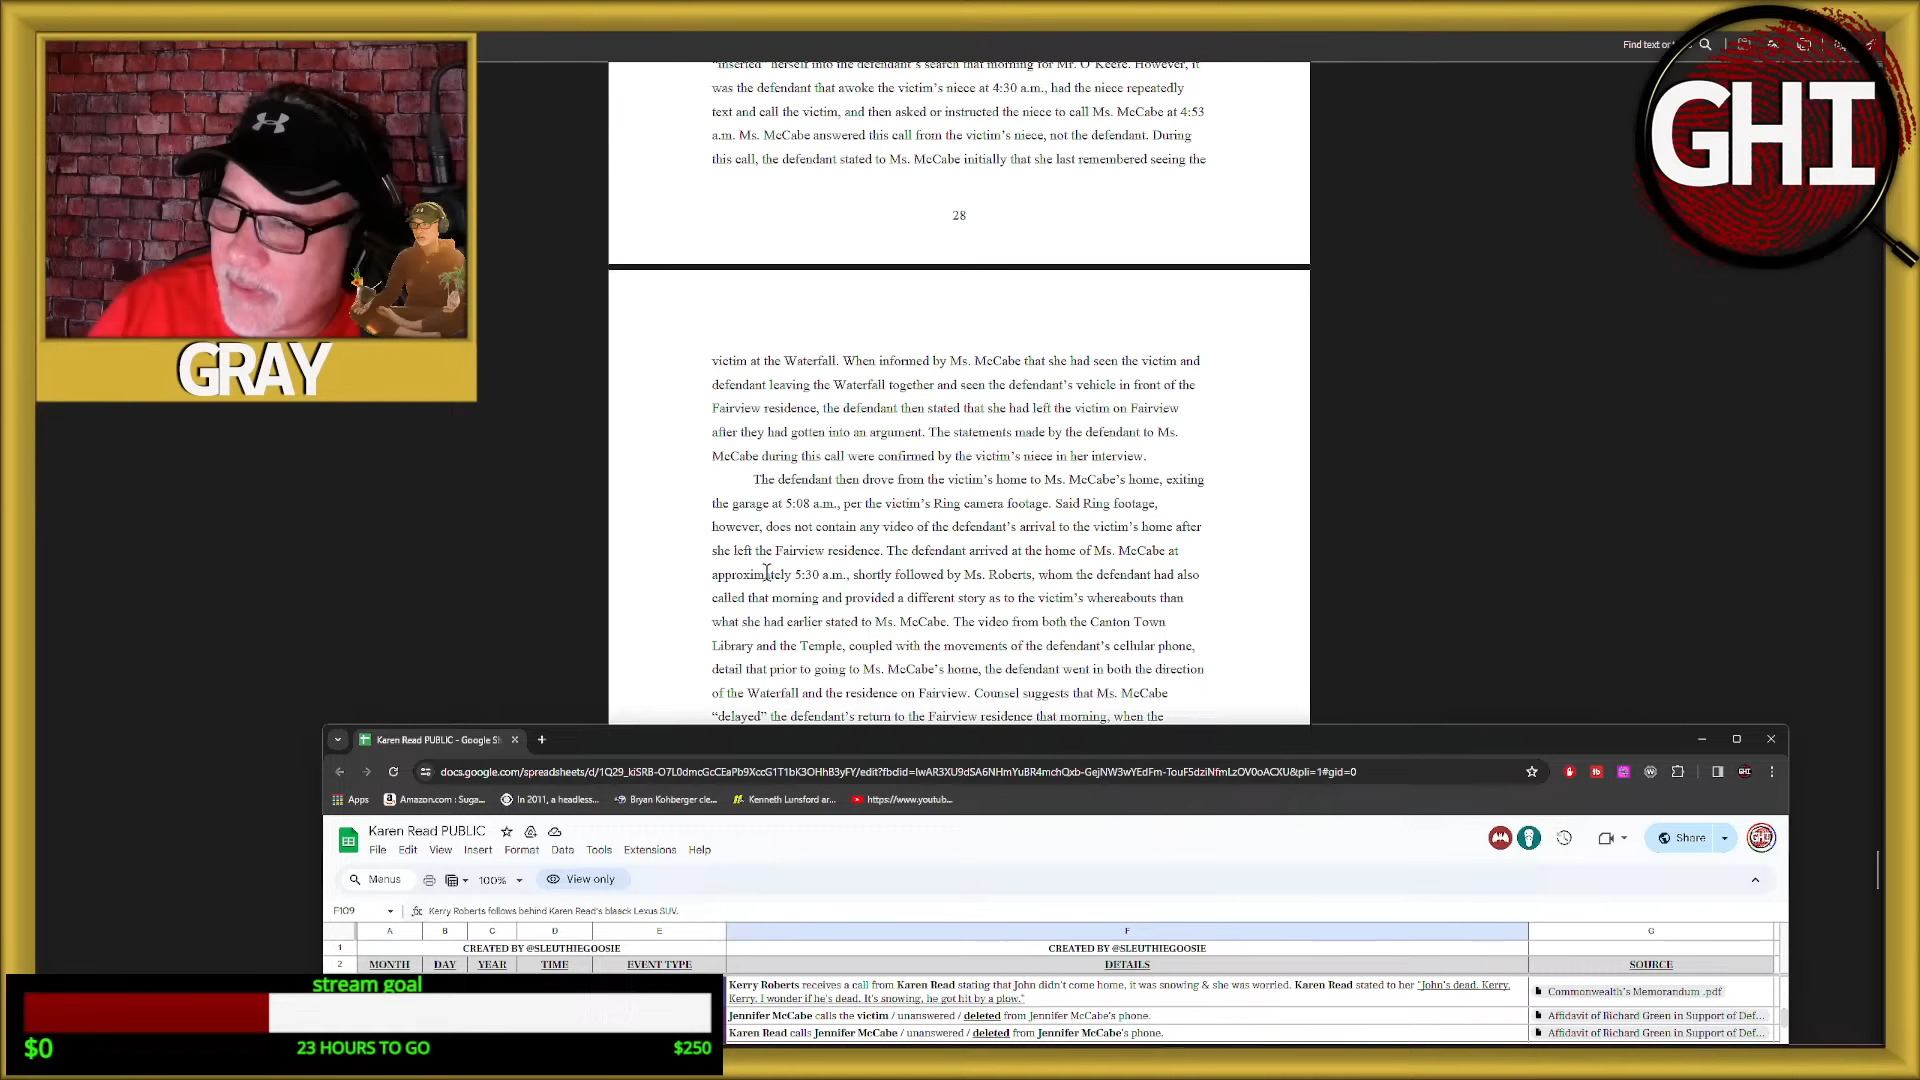 Find text or
GHI
"inserted" herself into the defendant's search that morning for Mr. O'Keefe. However, it
was the defendant that awoke the victim's niece at 4:30 a.m., had the niece repeatedly
text and call the victim, and then asked or instructed the niece to call Ms. McCabe at 4:53
a.m. Ms. McCabe answered this call from the victim's niece, not the defendant. During
this call, the defendant stated to Ms. McCabe initially that she last remembered seeing the
28
GRAY
victim at the Waterfall. When informed by Ms. McCabe that she had seen the victim and
defendant leaving the Waterfall together and seen the defendant's vehicle in front of the
Fairview residence, the defendant then stated that she had left the victim on Fairview
after they had gotten into an argument. The statements made by the defendant to Ms.
McCabe during this call were confirmed by the victim's niece in her interview.
The defendant then drove from the victim's home to Ms. McCabe's home, exiting
the garage at 5:08 a.m., per the victim's Ring camera footage. Said Ring footage,
however, does not contain any video of the defendant's arrival to the victim's home after
she left the Fairview residence. The defendant arrived at the home of Ms. McCabe at
approximately 5:30 a.m., shortly followed by Ms. Roberts, whom the defendant had also
called that morning and provided a different story as to the victim's whereabouts than
what she had earlier stated to Ms. McCabe. The video from both the Canton Town
Library and the Temple, coupled with the movements of the defendant's cellular phone,
detail that prior to going to Ms. McCabe's home, the defendant went in both the direction
of the Waterfall and the residence on Fairview. Counsel suggests that Ms. McCabe
"delayed" the defendant's return to the Fairview residence that morning, when the
Karen Read PUBLIC - Google Sh
docs.google.com/spreadsheets/d/1Q29_kiSRB-O7L0dmcGcCEaPb9XccG1T1bK3OHhB3yFY/edit?fbclid=IwAR3XU9dSA6NHmYuBR4mchQxb-GejNW3wYEdFm-TouF5dziNfmLzOV0oACXU&pli=1#gid=0
Apps Amazon.com : Suga... In 2011, a headless... Bryan Kohberger cle... Kenneth Lunsford ar... https://www.youtub...
Karen Read PUBLIC
File Edit View Insert Format Data Tools Extensions Help
Share
Menus 100% View only
F109 fx Kerry Roberts follows behind Karen Read's blaack Lexus SUV.
A B C D E F G
1 CREATED BY @SLEUTHIEGOOSIE CREATED BY @SLEUTHIEGOOSIE
2 MONTH DAY YEAR TIME EVENT TYPE DETAILS SOURCE
Kerry Roberts receives a call from Karen Read stating that John didn't come home, it was snowing & she was worried. Karen Read stated to her "John's dead. Kerry,
Kerry, I wonder if he's dead. It's snowing, he got hit by a plow." Commonwealth's Memorandum .pdf
Jennifer McCabe calls the victim / unanswered / deleted from Jennifer McCabe's phone. Affidavit of Richard Green in Support of Def...
Karen Read calls Jennifer McCabe / unanswered / deleted from Jennifer McCabe's phone. Affidavit of Richard Green in Support of Def...
stream goal
$0 23 HOURS TO GO $250